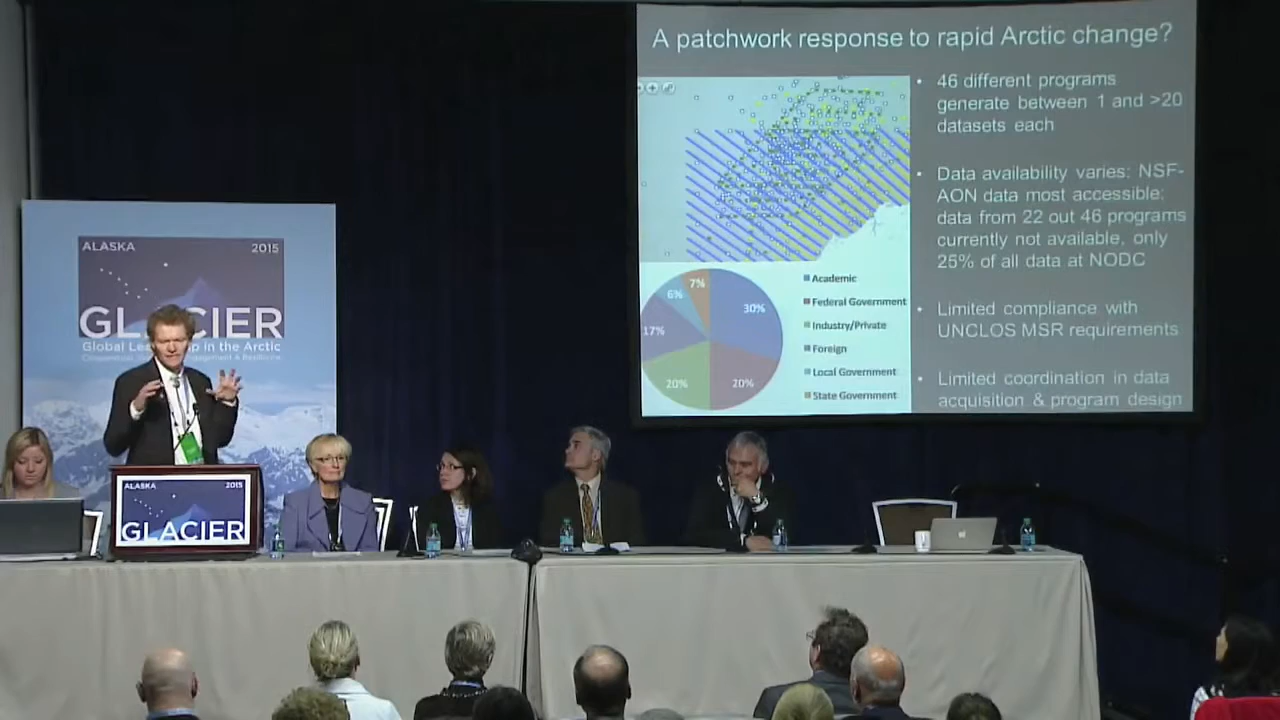 A patchwork response to rapid Arctic change?
• 46 different programs
generate between 1 and >20
datasets each
• Data availability varies: NSF-
AON data most accessible;
data from 22 out 46 programs
currently not available, only
25% of all data at NODC
• Limited compliance with
UNCLOS MSR requirements
• Limited coordination in data
acquisition & program design
7%
6%
30%
17%
20%
20%
Academic
Federal Government
Industry/Private
Foreign
Local Government
State Government
ALASKA 2015
GL CIER
Global Lea ip in the Arctic
ALASKA 2015
GLACIER